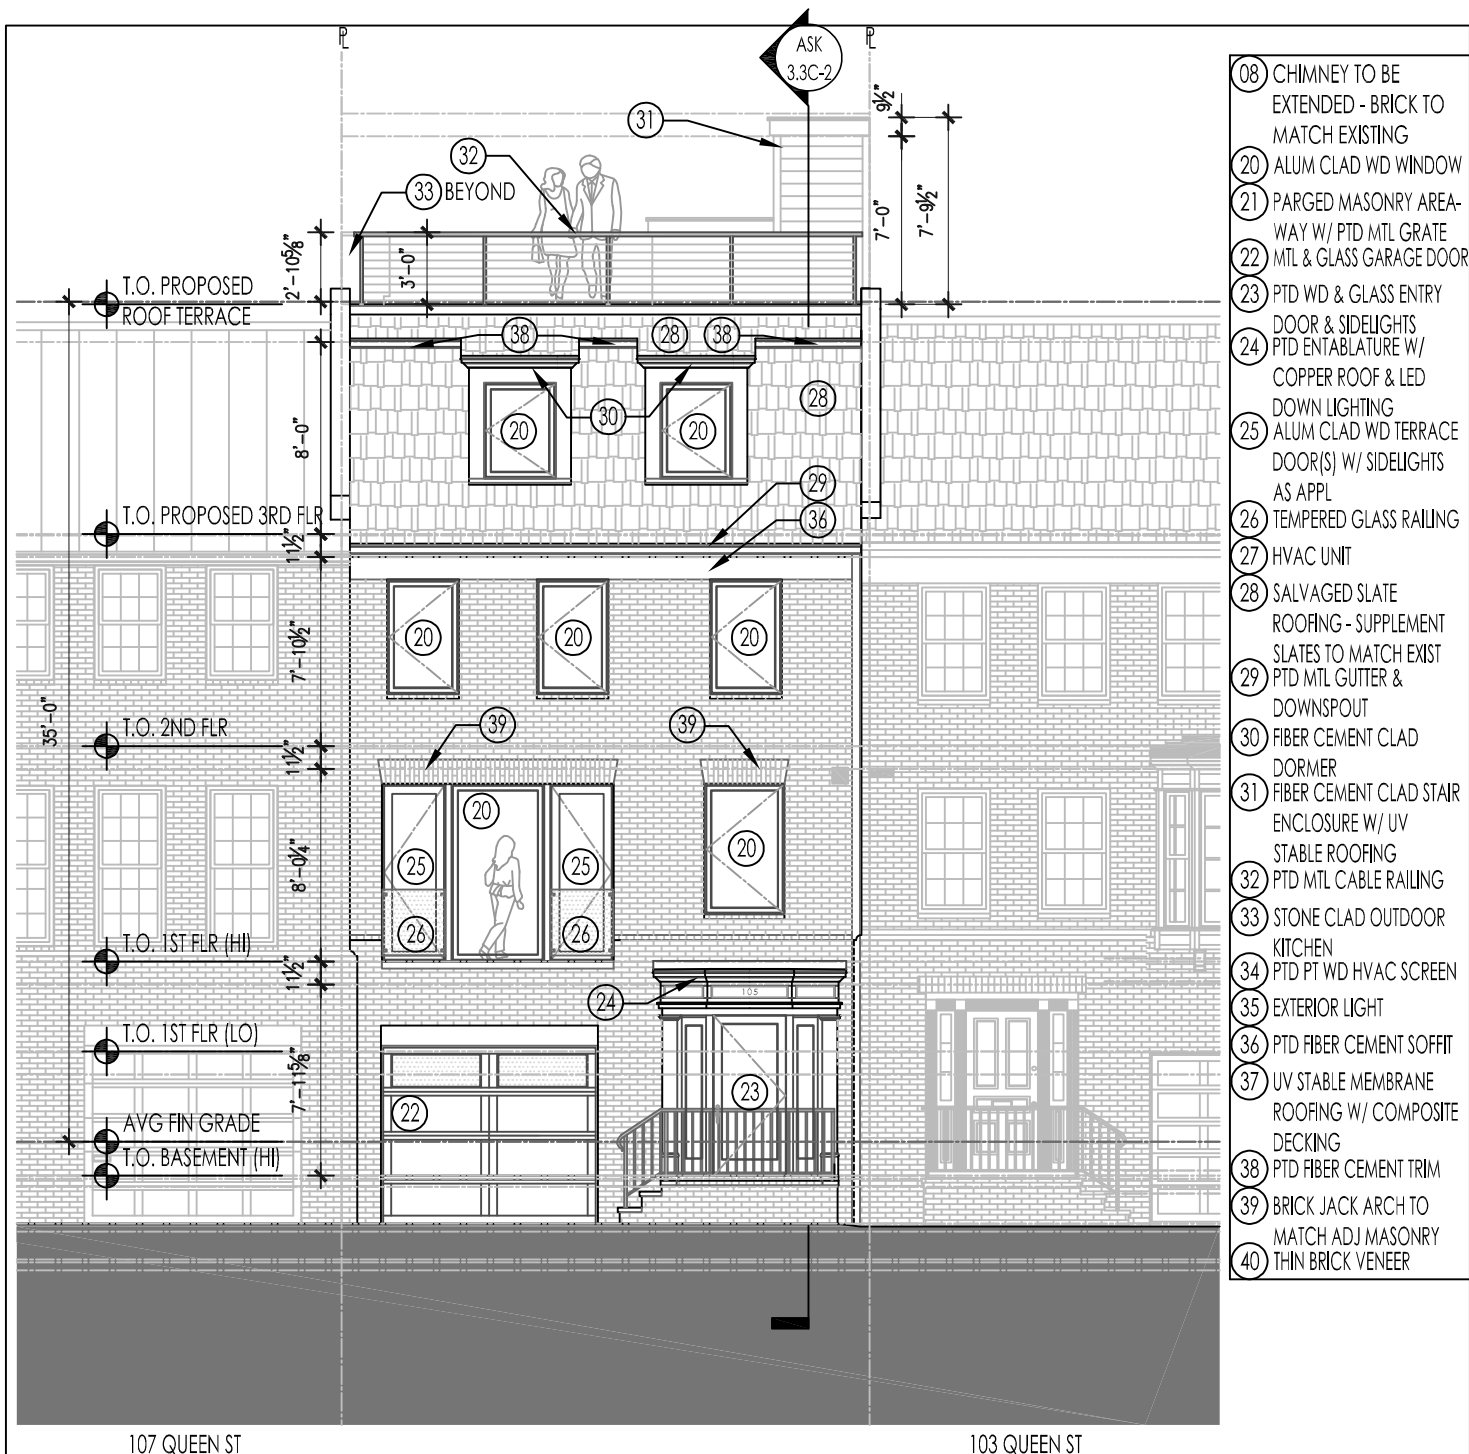 ASK
3.3C-2
31
32
33 BEYOND
9½"
7'-0"
7'-9½"
2'-10⅝"
3'-0"
T.O. PROPOSED
ROOF TERRACE
38
28
38
28
30
20
20
8'-0"
29
36
T.O. PROPOSED 3RD FLR
11½"
20
20
20
7'-10½"
35'-0"
T.O. 2ND FLR
39
39
11½"
20
20
25
25
26
26
8'-0¼"
T.O. 1ST FLR (HI)
11½"
24
105
T.O. 1ST FLR (LO)
7'-11⅝"
22
23
AVG FIN GRADE
T.O. BASEMENT (HI)
107 QUEEN ST
103 QUEEN ST
08 CHIMNEY TO BE
EXTENDED - BRICK TO
MATCH EXISTING
20 ALUM CLAD WD WINDOW
21 PARGED MASONRY AREA-
WAY W/ PTD MTL GRATE
22 MTL & GLASS GARAGE DOOR
23 PTD WD & GLASS ENTRY
DOOR & SIDELIGHTS
24 PTD ENTABLATURE W/
COPPER ROOF & LED
DOWN LIGHTING
25 ALUM CLAD WD TERRACE
DOOR(S) W/ SIDELIGHTS
AS APPL
26 TEMPERED GLASS RAILING
27 HVAC UNIT
28 SALVAGED SLATE
ROOFING - SUPPLEMENT
SLATES TO MATCH EXIST
29 PTD MTL GUTTER &
DOWNSPOUT
30 FIBER CEMENT CLAD
DORMER
31 FIBER CEMENT CLAD STAIR
ENCLOSURE W/ UV
STABLE ROOFING
32 PTD MTL CABLE RAILING
33 STONE CLAD OUTDOOR
KITCHEN
34 PTD PT WD HVAC SCREEN
35 EXTERIOR LIGHT
36 PTD FIBER CEMENT SOFFIT
37 UV STABLE MEMBRANE
ROOFING W/ COMPOSITE
DECKING
38 PTD FIBER CEMENT TRIM
39 BRICK JACK ARCH TO
MATCH ADJ MASONRY
40 THIN BRICK VENEER